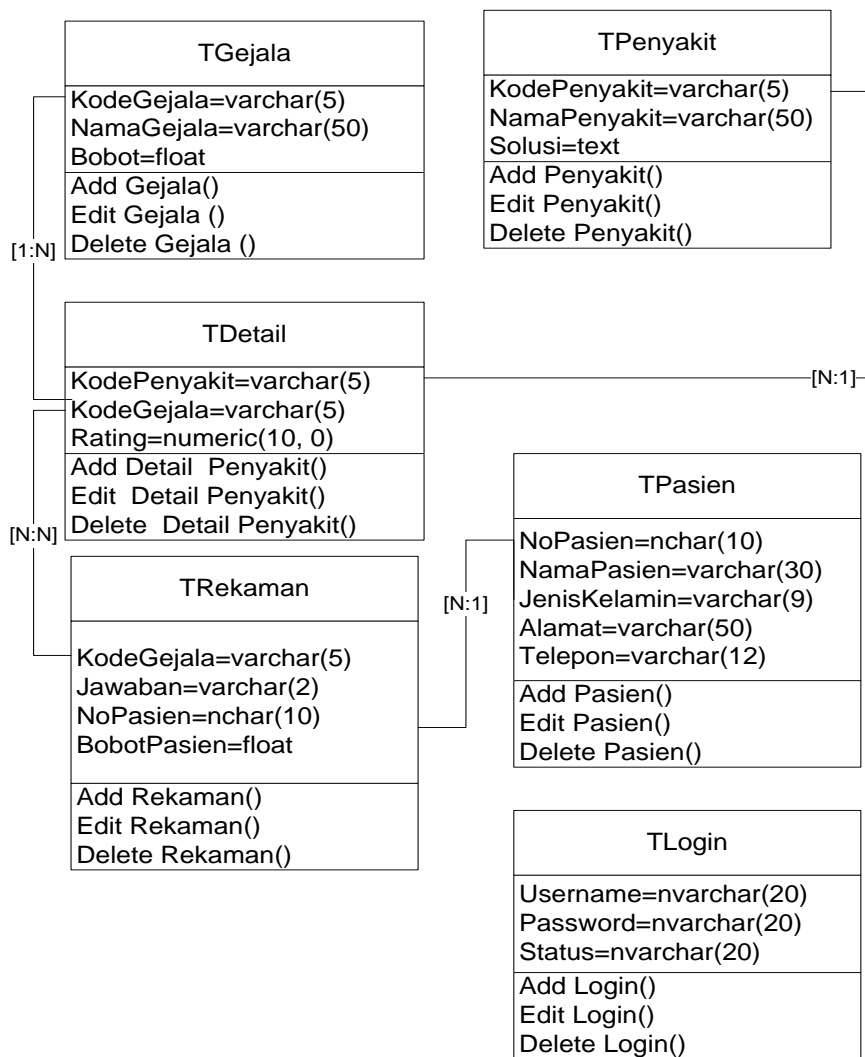 TGejala
KodeGejala=varchar(5)
NamaGejala=varchar(50)
Bobot=float
Add Gejala()
Edit Gejala ()
Delete Gejala ()
TPenyakit
KodePenyakit=varchar(5)
NamaPenyakit=varchar(50)
Solusi=text
Add Penyakit()
Edit Penyakit()
Delete Penyakit()
[1:N]
TDetail
KodePenyakit=varchar(5)
KodeGejala=varchar(5)
Rating=numeric(10, 0)
Add Detail  Penyakit()
Edit  Detail Penyakit()
Delete  Detail Penyakit()
[N:1]
[N:N]
TRekaman
KodeGejala=varchar(5)
Jawaban=varchar(2)
NoPasien=nchar(10)
BobotPasien=float
Add Rekaman()
Edit Rekaman()
Delete Rekaman()
[N:1]
TPasien
NoPasien=nchar(10)
NamaPasien=varchar(30)
JenisKelamin=varchar(9)
Alamat=varchar(50)
Telepon=varchar(12)
Add Pasien()
Edit Pasien()
Delete Pasien()
TLogin
Username=nvarchar(20)
Password=nvarchar(20)
Status=nvarchar(20)
Add Login()
Edit Login()
Delete Login()